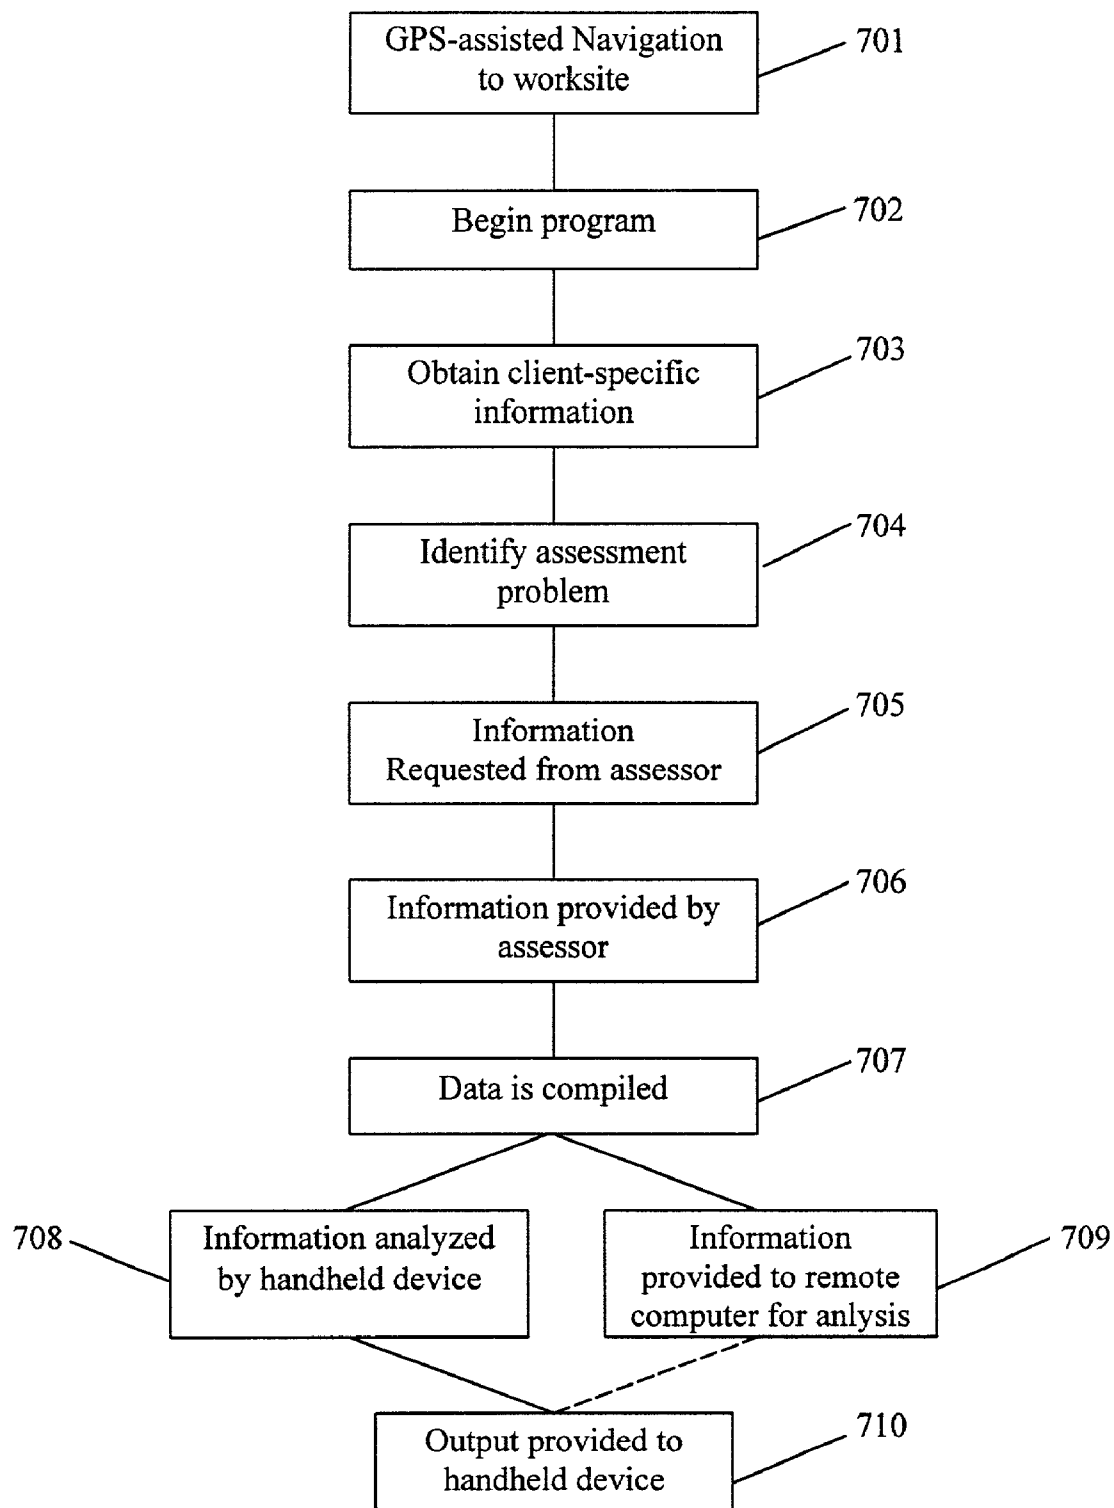 GPS-assisted Navigation
to worksite
701
Begin program
702
Obtain client-specific
information
703
Identify assessment
problem
704
Information
Requested from assessor
705
Information provided by
assessor
706
Data is compiled
707
708
Information analyzed
by handheld device
Information
provided to remote
computer for anlysis
709
Output provided to
handheld device
710